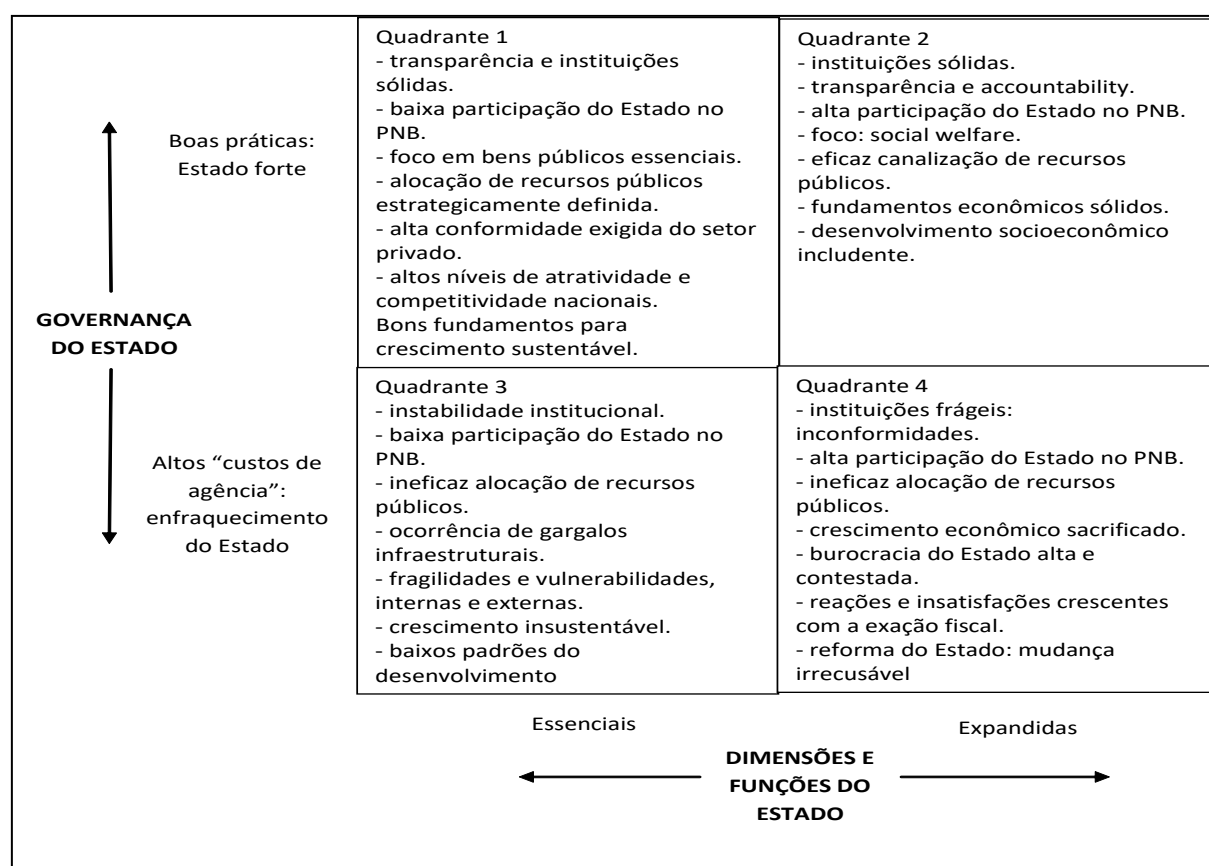 Quadrante 1
- transparência e instituições
sólidas.
- baixa participação do Estado no
PNB.
- foco em bens públicos essenciais.
- alocação de recursos públicos
estrategicamente definida.
- alta conformidade exigida do setor
privado.
- altos níveis de atratividade e
competitividade nacionais.
Bons fundamentos para
crescimento sustentável.
Quadrante 2
- instituições sólidas.
- transparência e accountability.
- alta participação do Estado no PNB.
- foco: social welfare.
- eficaz canalização de recursos
públicos.
- fundamentos econômicos sólidos.
- desenvolvimento socioeconômico
includente.
Boas práticas:
Estado forte
GOVERNANÇA
DO ESTADO
Altos “custos de
agência”:
enfraquecimento
do Estado
Quadrante 3
- instabilidade institucional.
- baixa participação do Estado no
PNB.
- ineficaz alocação de recursos
públicos.
- ocorrência de gargalos
infraestruturais.
- fragilidades e vulnerabilidades,
internas e externas.
- crescimento insustentável.
- baixos padrões do
desenvolvimento
Quadrante 4
- instituições frágeis:
inconformidades.
- alta participação do Estado no PNB.
- ineficaz alocação de recursos
públicos.
- crescimento econômico sacrificado.
- burocracia do Estado alta e
contestada.
- reações e insatisfações crescentes
com a exação fiscal.
- reforma do Estado: mudança
irrecusável
Essenciais
Expandidas
DIMENSÕES E
FUNÇÕES DO
ESTADO